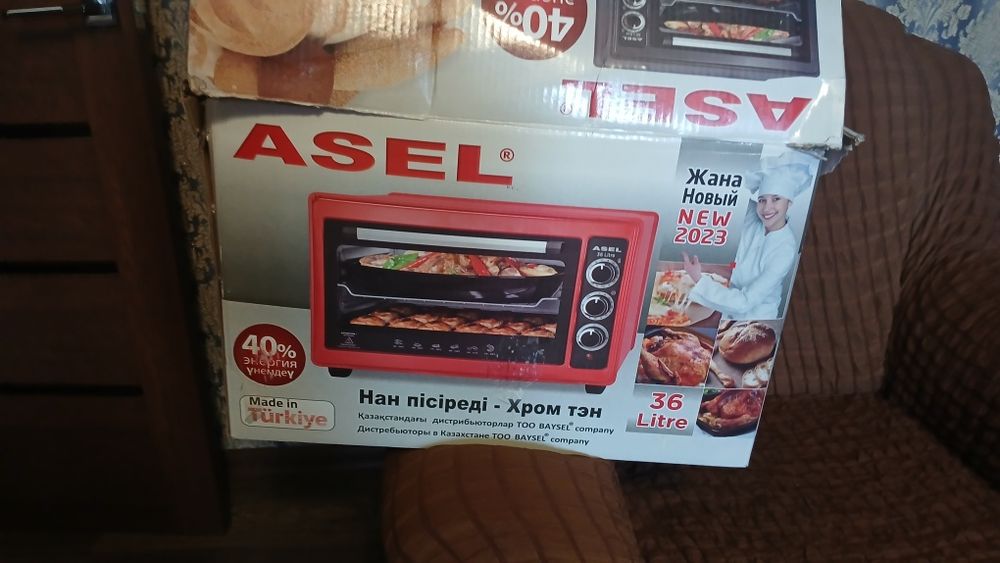 40%
ASEL
ASEL®
Жана
Новый
NEW
2023
ASEL
36 Litre
40%
энергия
үнемдеу
Made in
Türkiye
Нан пісіреді - Хром тэн
Қазақстандағы дистрибьюторлар ТОО BAYSEL® company
Дистребьюторы в Казахстане ТОО BAYSEL® company
36
Litre